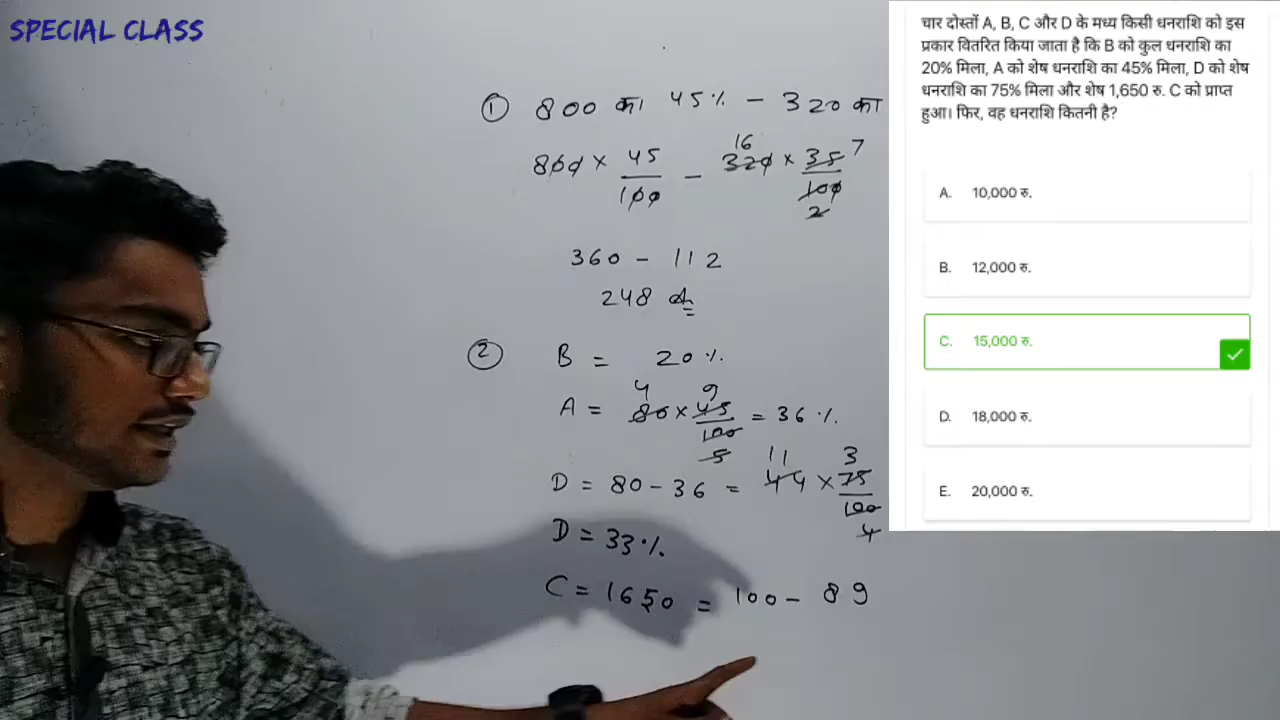 SPECIAL CLASS
① 800 का 45% - 320 का
800 × 45/100 - 320 × 35/100
16 7 2
360 - 112
248 Ans
② B = 20%
A = 80 × 45/100 = 36%
4 9 5
D = 80 - 36 = 44 × 75/100
11 3 4
D = 33%
C = 1650 = 100 - 89
चार दोस्तों A, B, C और D के मध्य किसी धनराशि को इस
प्रकार वितरित किया जाता है कि B को कुल धनराशि का
20% मिला, A को शेष धनराशि का 45% मिला, D को शेष
धनराशि का 75% मिला और शेष 1,650 रु. C को प्राप्त
हुआ। फिर, वह धनराशि कितनी है?
A. 10,000 रु.
B. 12,000 रु.
C. 15,000 रु.
D. 18,000 रु.
E. 20,000 रु.